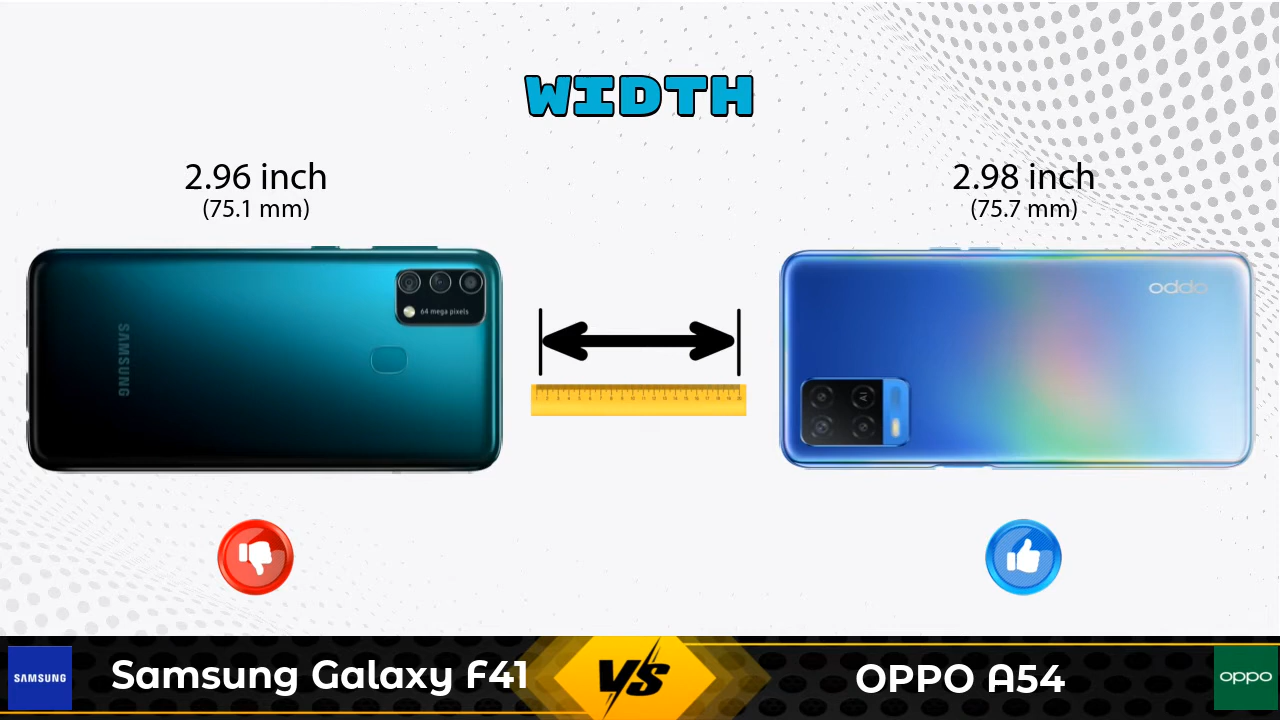 WIDTH
2.96 inch
(75.1 mm)
2.98 inch
(75.7 mm)
SAMSUNG
64 mega pixels
oppo
AI
SAMSUNG
Samsung Galaxy F41
VS
OPPO A54
oppo